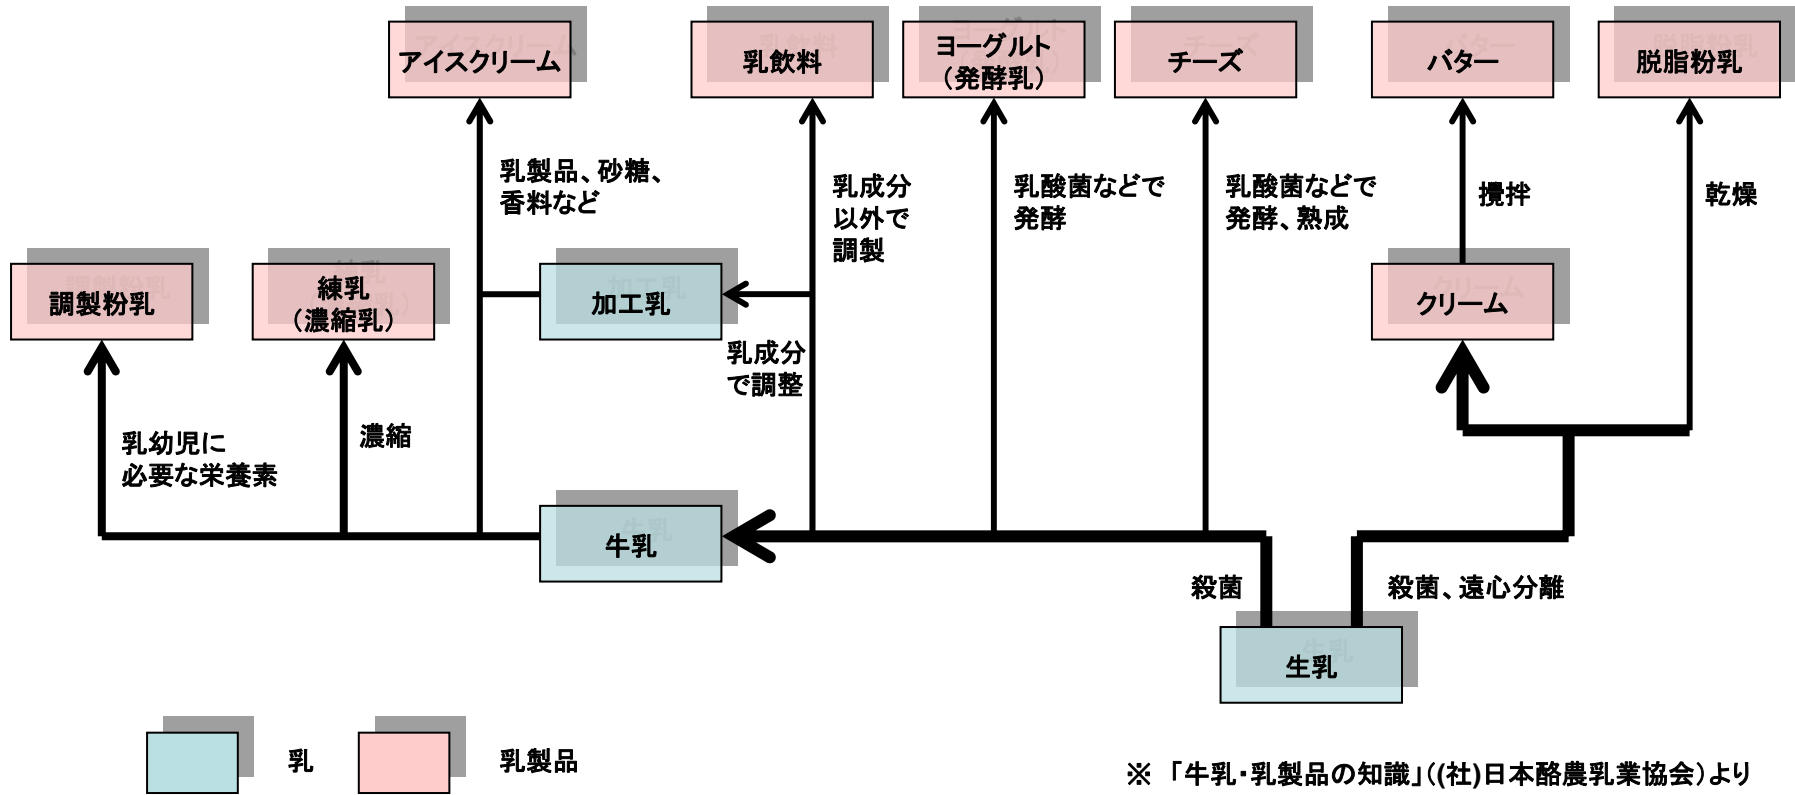 アイスクリーム
乳飲料
ヨーグルト
（発酵乳）
チーズ
バター
脱脂粉乳
乳製品、砂糖、
香料など
乳成分
以外で
調製
乳酸菌などで
発酵
乳酸菌などで
発酵、熟成
攪拌
乾燥
調製粉乳
練乳
（濃縮乳）
加工乳
クリーム
乳成分
で調整
乳幼児に
必要な栄養素
濃縮
牛乳
殺菌
殺菌、遠心分離
生乳
乳
乳製品
※ 「牛乳・乳製品の知識」（(社)日本酪農乳業協会）より